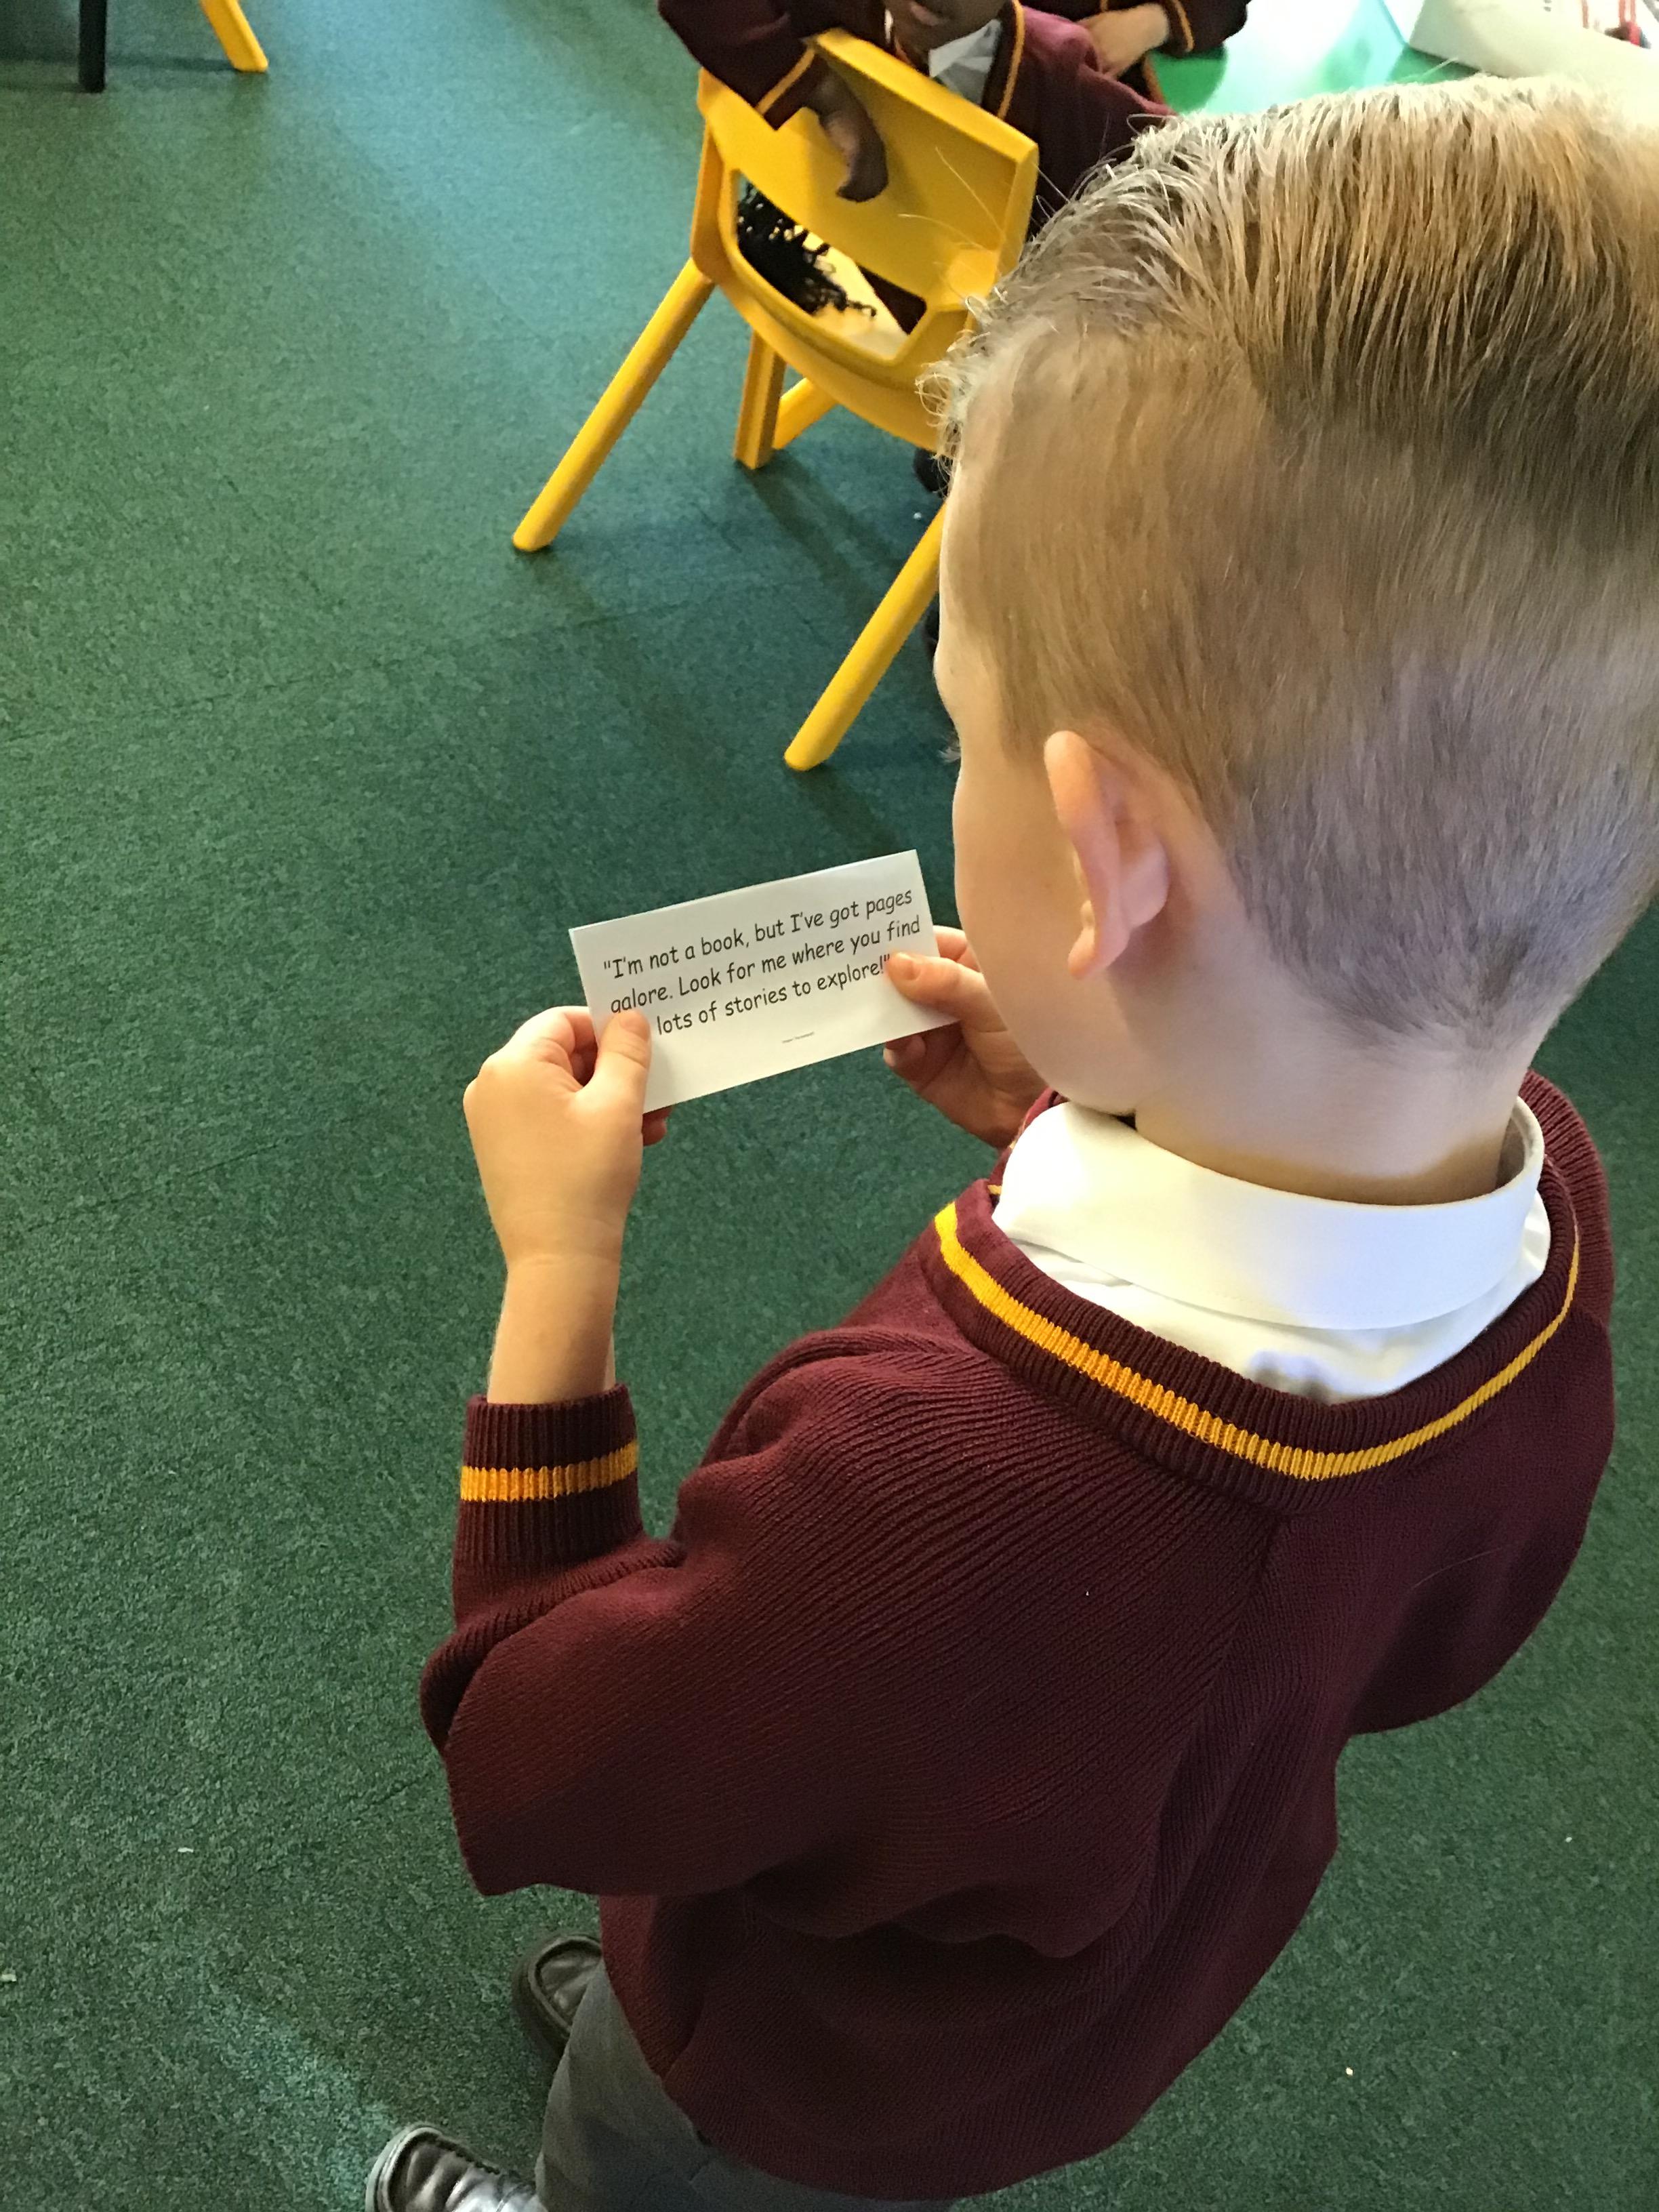 "I'm not a book, but I've got pages
galore. Look for me where you find
lots of stories to explore!"